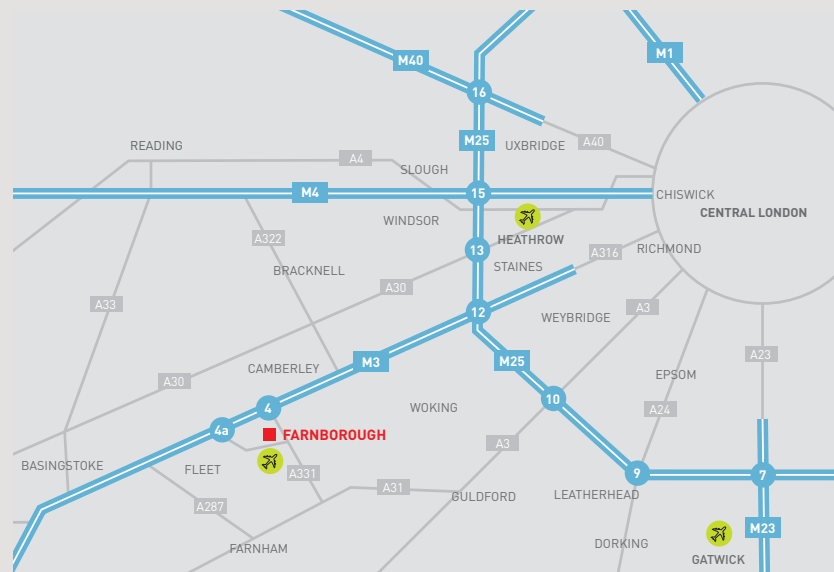 M40
M1
16
M25
UXBRIDGE
A40
READING
A4
SLOUGH
M4
15
CHISWICK
CENTRAL LONDON
WINDSOR
HEATHROW
A322
13
RICHMOND
A316
BRACKNELL
STAINES
A30
A33
12
WEYBRIDGE
A3
A23
M3
M25
CAMBERLEY
EPSOM
A30
4
WOKING
10
A24
4a
FARNBOROUGH
A3
BASINGSTOKE
FLEET
A331
9
7
A31
GULDFORD
LEATHERHEAD
A287
M23
FARNHAM
DORKING
GATWICK